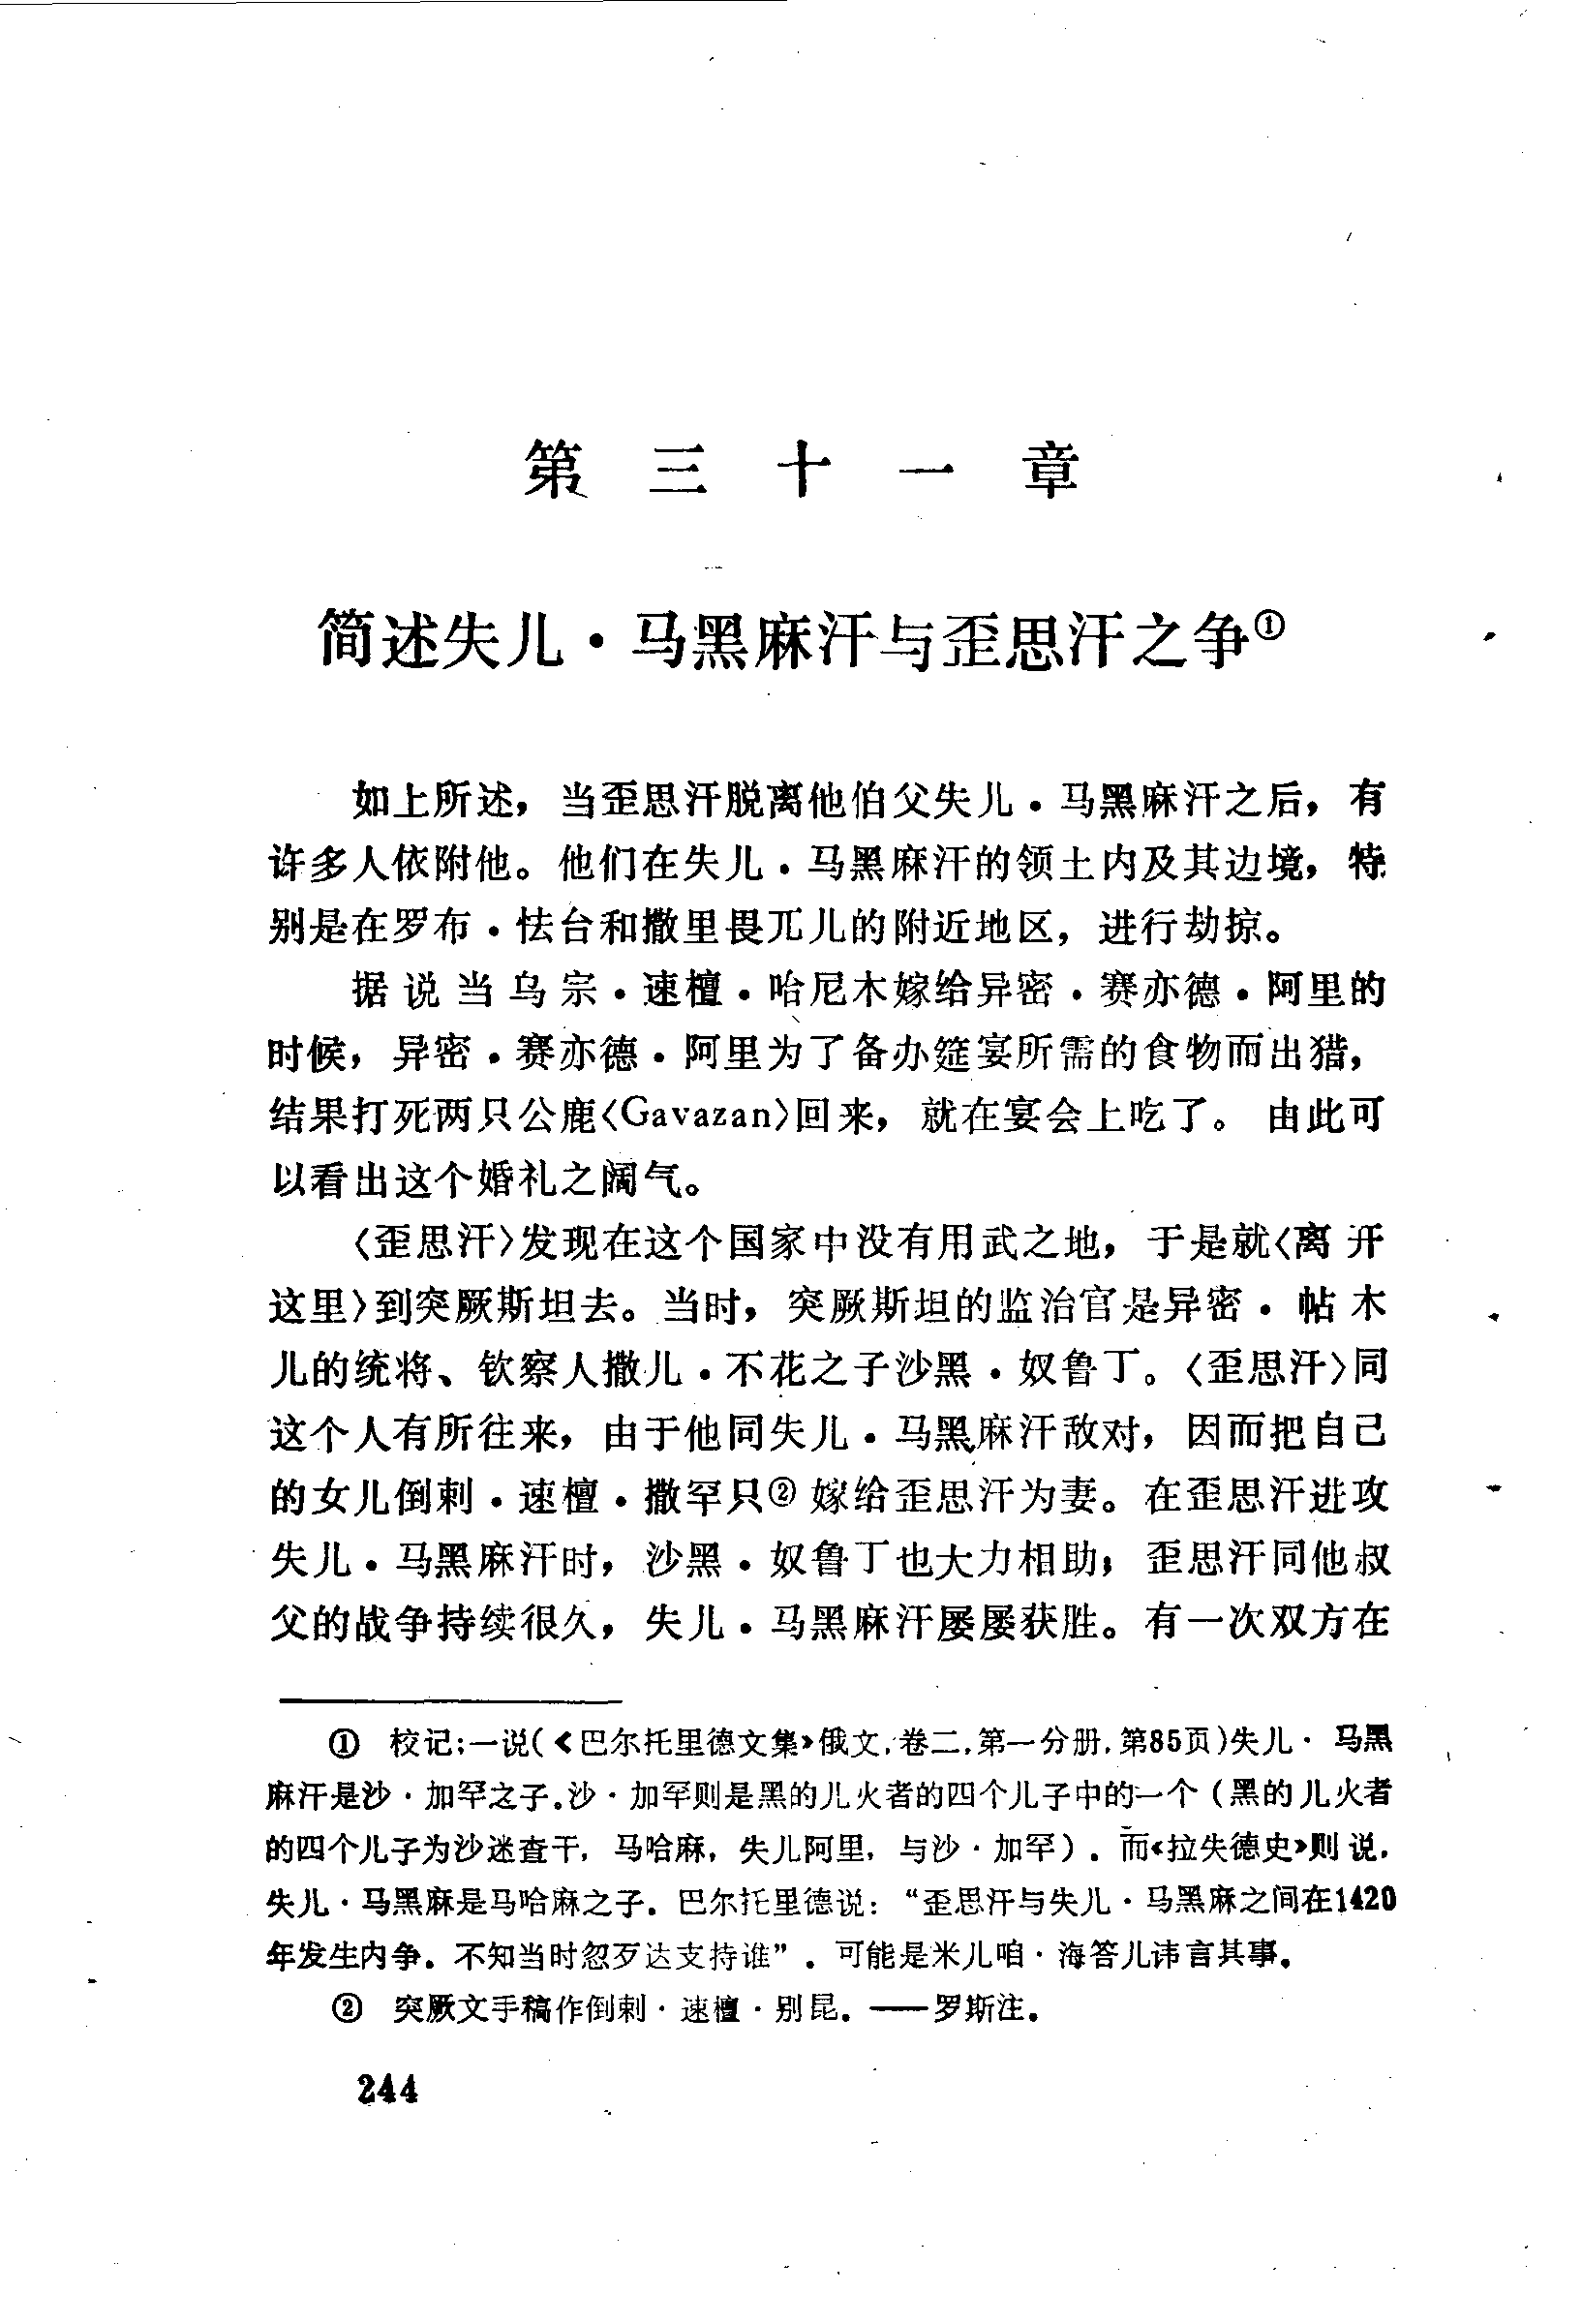 第三十一章
简述失儿·马黑麻汗与歪思汗之争①
如上所述，当歪思汗脱离他伯父失儿·马黑麻汗之后，有
许多人依附他。他们在失儿·马黑麻汗的领土内及其边境，特
别是在罗布·怯台和撒里畏兀儿的附近地区，进行劫掠。
据说当乌宗·速檀·哈尼木嫁给异密·赛亦德·阿里的
时候，异密·赛亦德·阿里为了备办筵宴所需的食物而出猎，
结果打死两只公鹿〈Gavazan〉回来，就在宴会上吃了。由此可
以看出这个婚礼之阔气。
〈歪思汗〉发现在这个国家中没有用武之地，于是就〈离开
这里〉到突厥斯坦去。当时，突厥斯坦的监治官是异密·帖木
儿的统将、钦察人撒儿·不花之子沙黑·奴鲁丁。〈歪思汗〉同
这个人有所往来，由于他同失儿·马黑麻汗敌对，因而把自己
的女儿倒剌·速檀·撒罕只②嫁给歪思汗为妻。在歪思汗进攻
失儿·马黑麻汗时，沙黑·奴鲁丁也大力相助；歪思汗同他叔
父的战争持续很久，失儿·马黑麻汗屡屡获胜。有一次双方在
① 校记：一说（《巴尔托里德文集》俄文，卷二，第一分册，第85页）失儿·马黑
麻汗是沙·加罕之子。沙·加罕则是黑的儿火者的四个儿子中的一个（黑的儿火者
的四个儿子为沙迷查干，马哈麻，失儿阿里，与沙·加罕）。而《拉失德史》则说，
失儿·马黑麻是马哈麻之子。巴尔托里德说：“歪思汗与失儿·马黑麻之间在1420
年发生内争。不知当时忽歹达支持谁”。可能是米儿咱·海答儿讳言其事。
② 突厥文手稿作倒剌·速檀·别昆。——罗斯注。
244